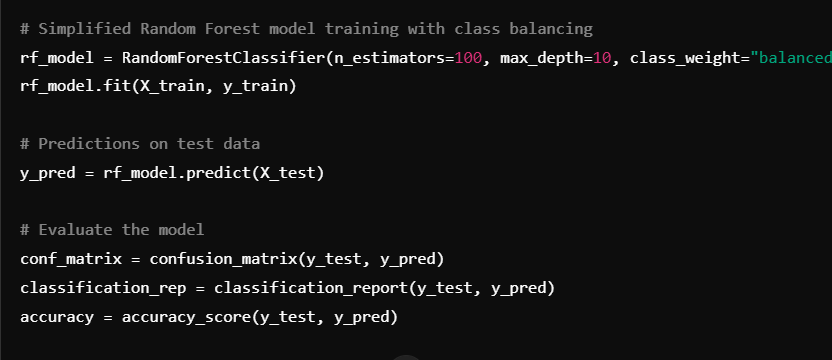 # Simplified Random Forest model training with class balancing
rf_model = RandomForestClassifier(n_estimators=100, max_depth=10, class_weight="balanced
rf_model.fit(X_train, y_train)
# Predictions on test data
y_pred = rf_model.predict(X_test)
# Evaluate the model
conf_matrix = confusion_matrix(y_test, y_pred)
classification_rep = classification_report(y_test, y_pred)
accuracy = accuracy_score(y_test, y_pred)